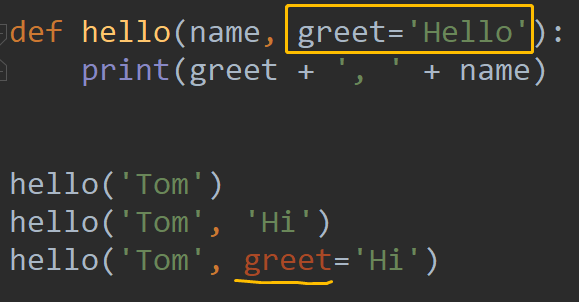 def hello(name, greet='Hello'):
    print(greet + ', ' + name)
hello('Tom')
hello('Tom', 'Hi')
hello('Tom', greet='Hi')